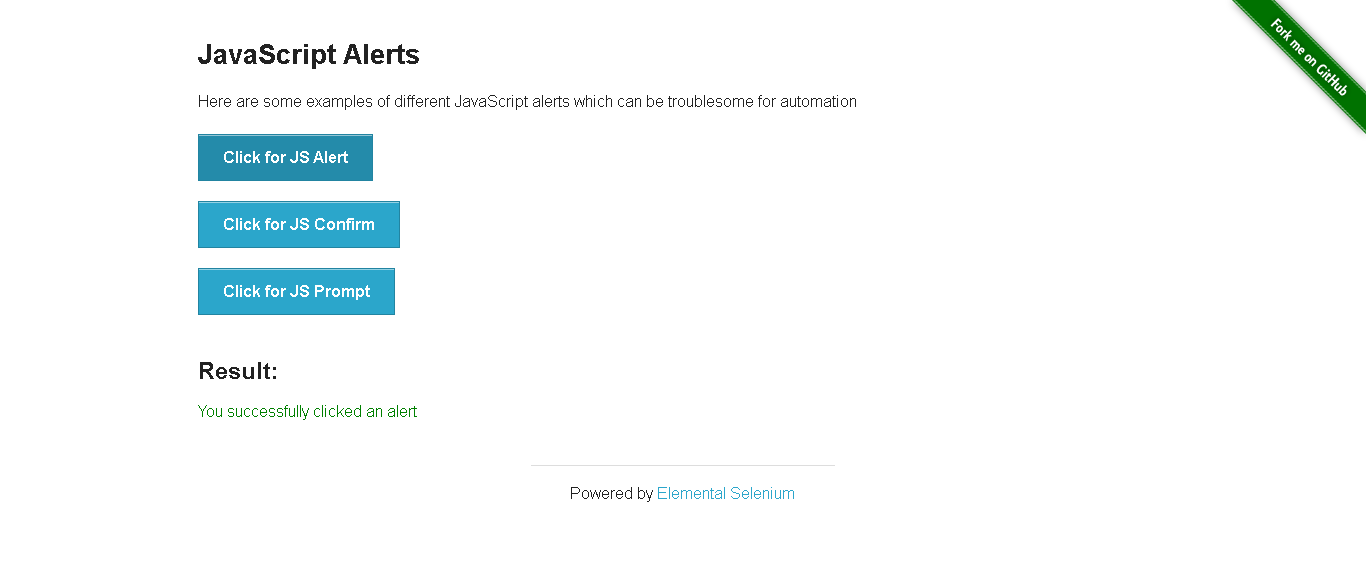 JavaScript Alerts
Fork me on GitHub
Here are some examples of different JavaScript alerts which can be troublesome for automation
Click for JS Alert
Click for JS Confirm
Click for JS Prompt
Result:
You successfully clicked an alert
Powered by Elemental Selenium